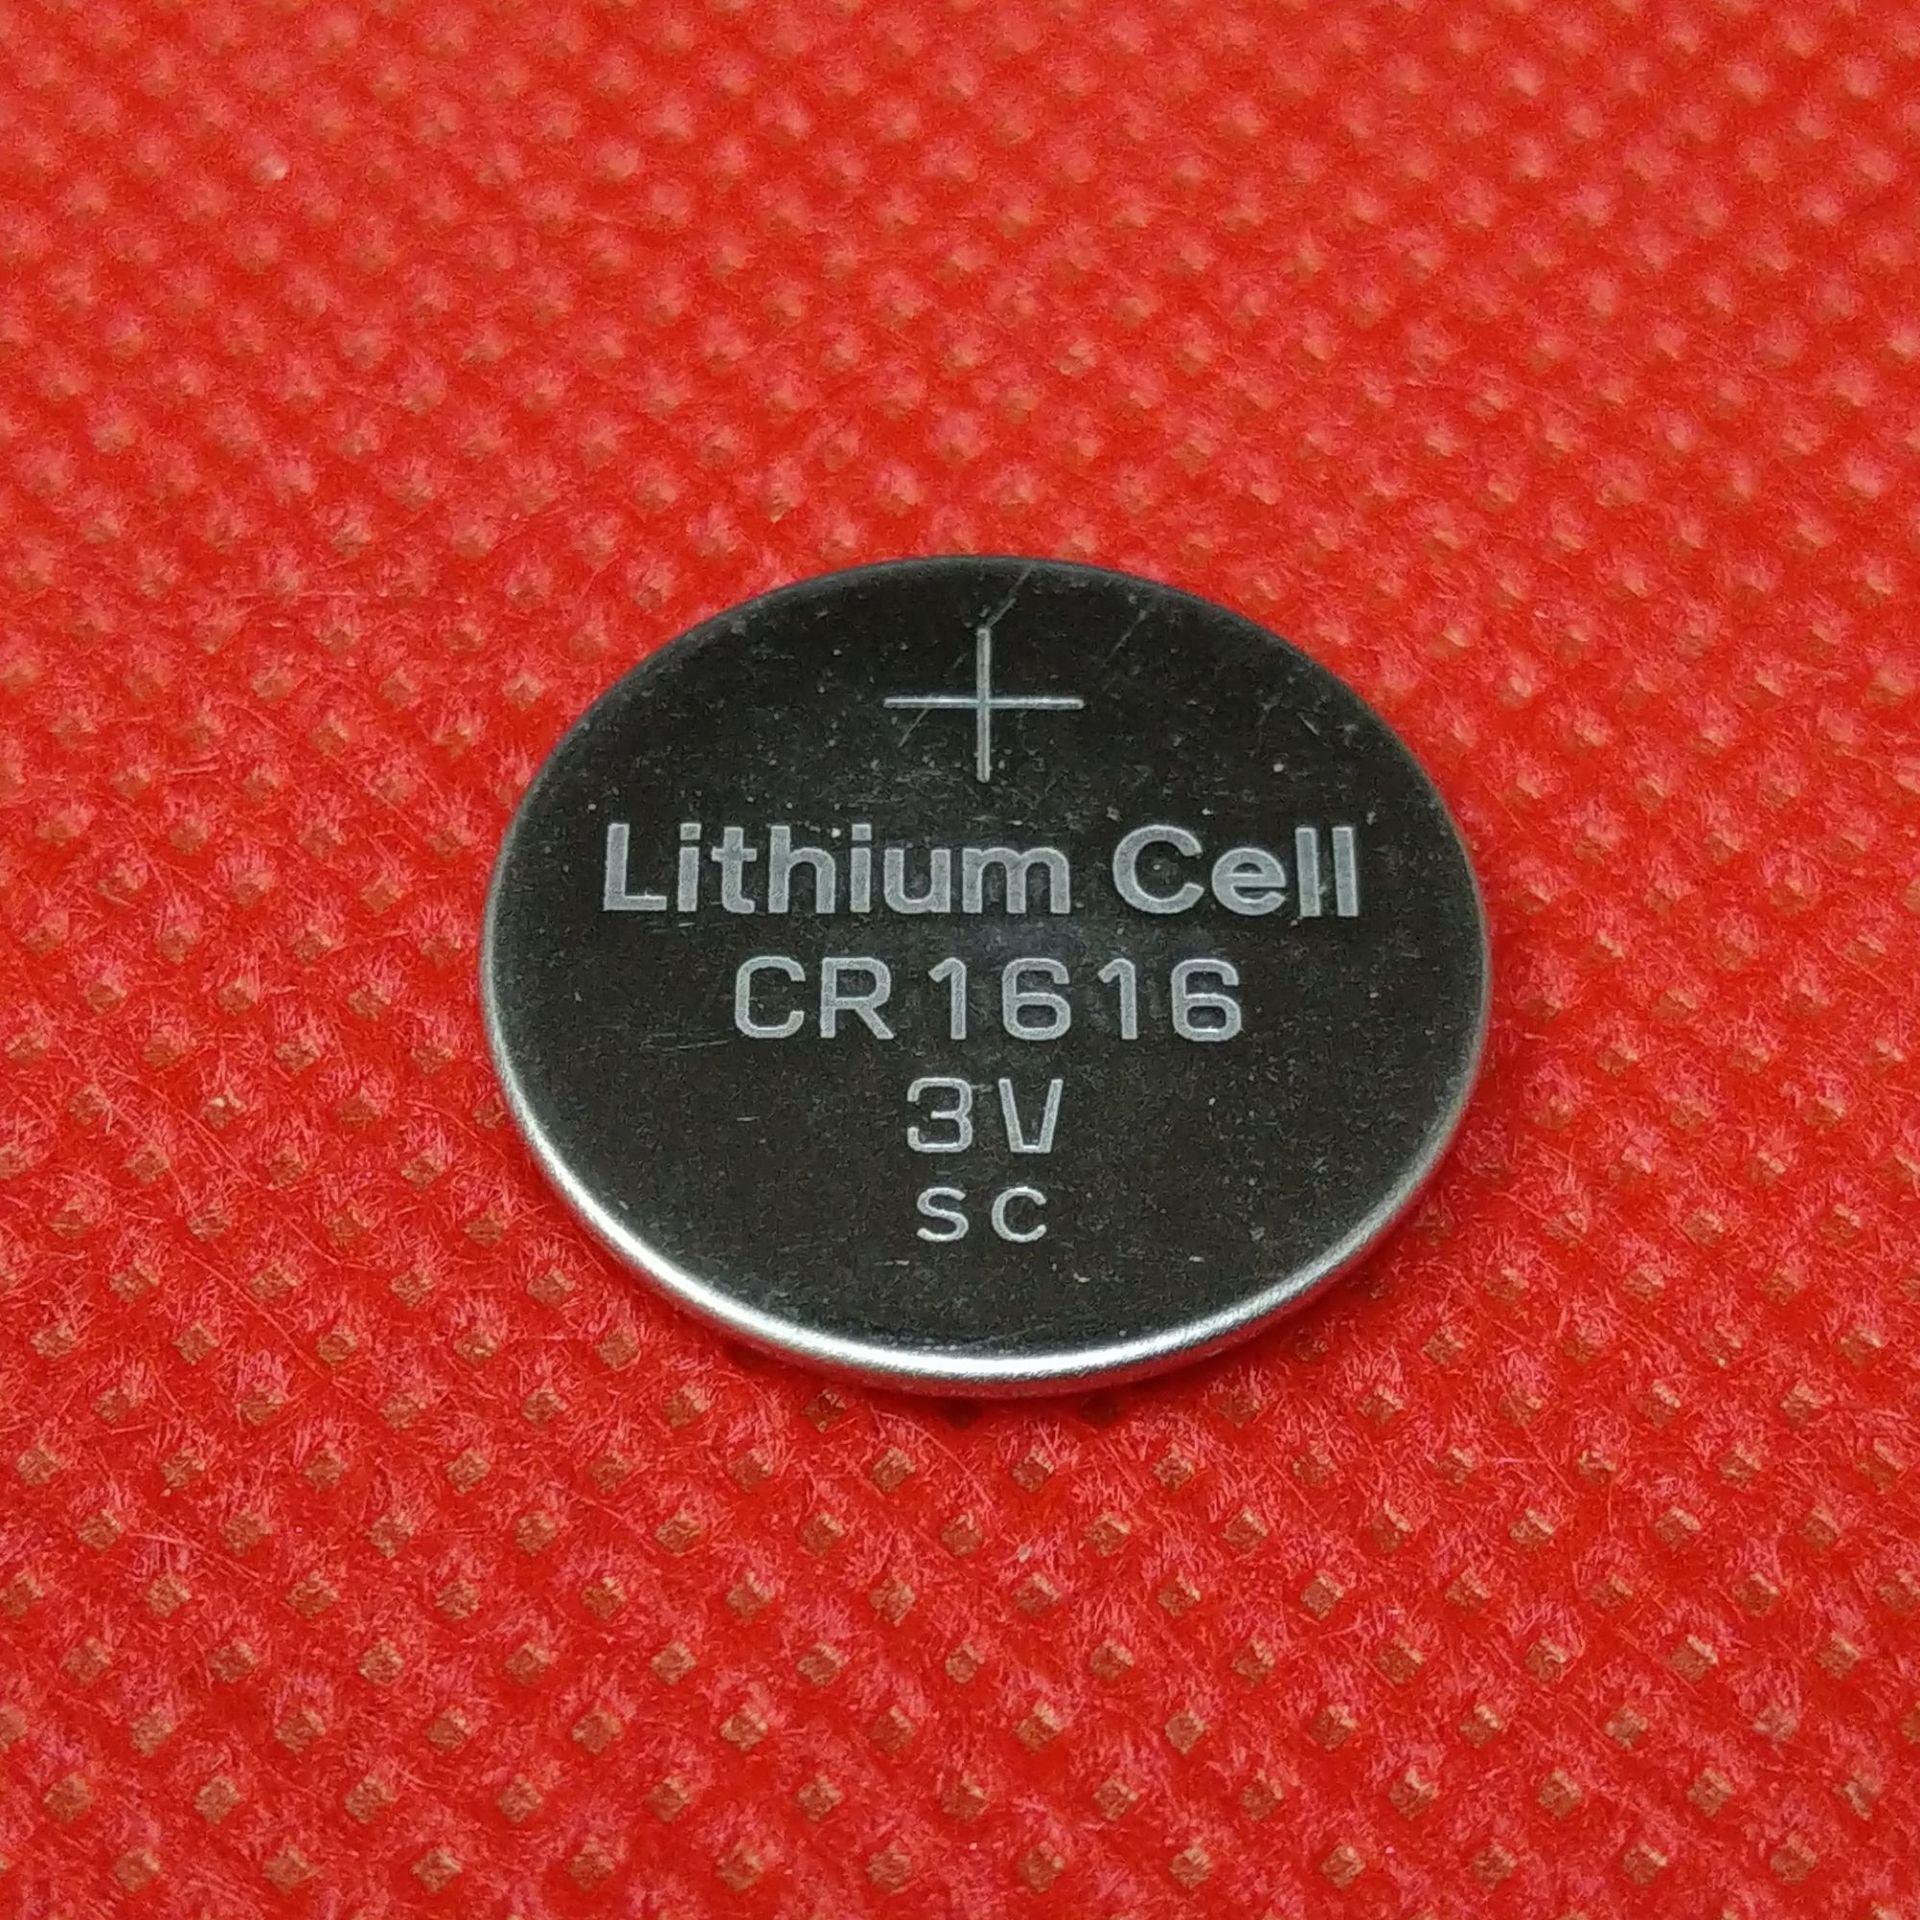 +
Lithium Cell
CR1616
3V
SC